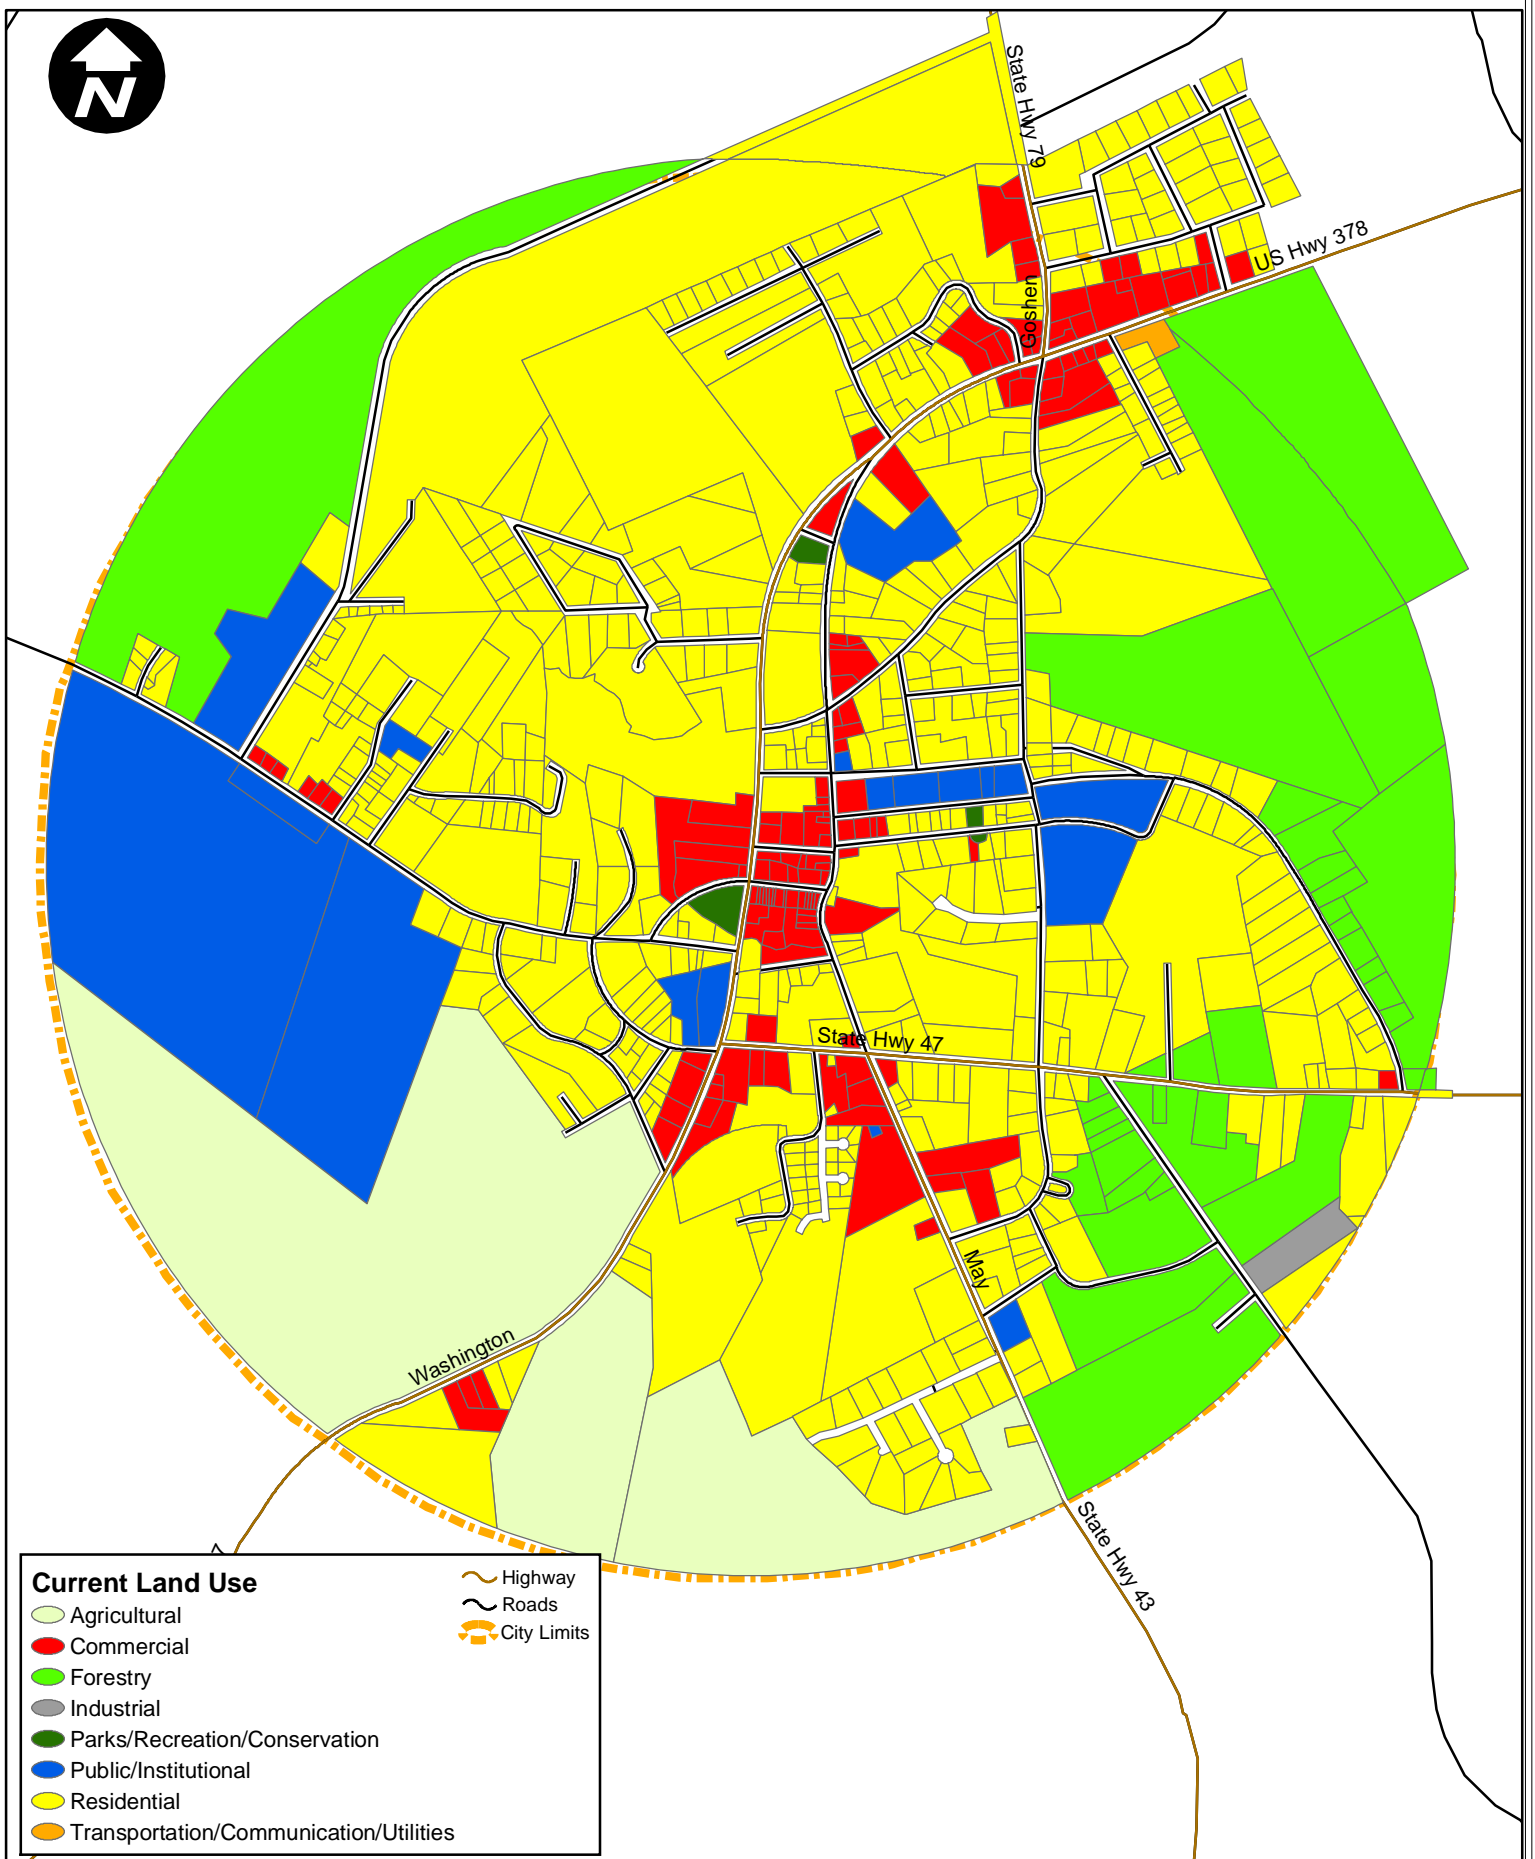 N
State Hwy 79
US Hwy 378
Goshen
State Hwy 47
May
Washington
State Hwy 43
Current Land Use
Agricultural
Commercial
Forestry
Industrial
Parks/Recreation/Conservation
Public/Institutional
Residential
Transportation/Communication/Utilities
Highway
Roads
City Limits